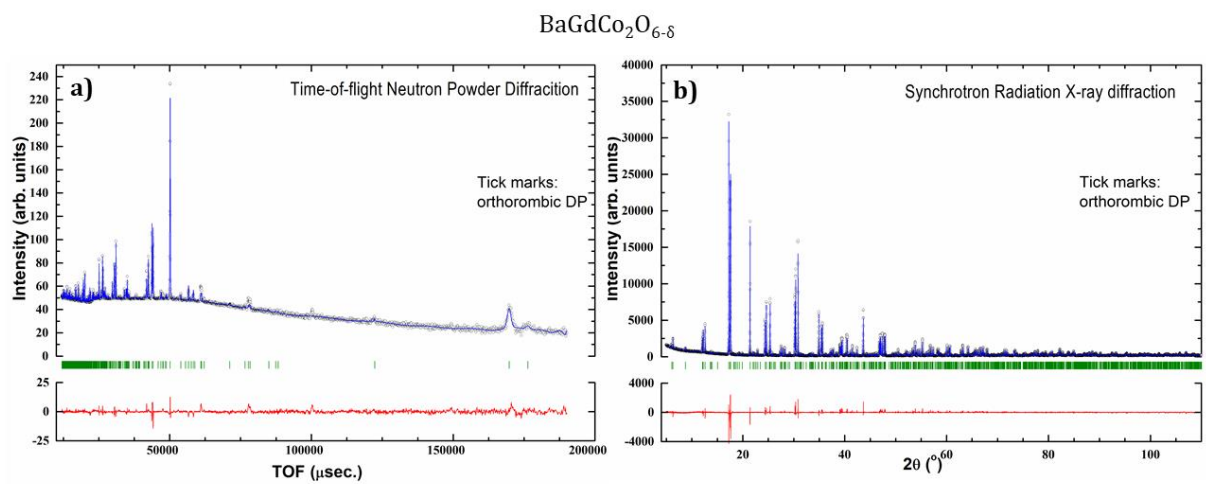 BaGdCo₂O₆₋δ
a)
Time-of-flight Neutron Powder Diffracition
Tick marks:
orthorombic DP
Intensity (arb. units)
240
220
200
180
160
140
120
100
80
60
40
20
0
25
0
-25
50000
100000
150000
200000
TOF (μsec.)
b)
Synchrotron Radiation X-ray diffraction
Tick marks:
orthorombic DP
Intensity (arb. units)
40000
35000
30000
25000
20000
15000
10000
5000
0
4000
0
-4000
20
40
60
80
100
2θ (°)